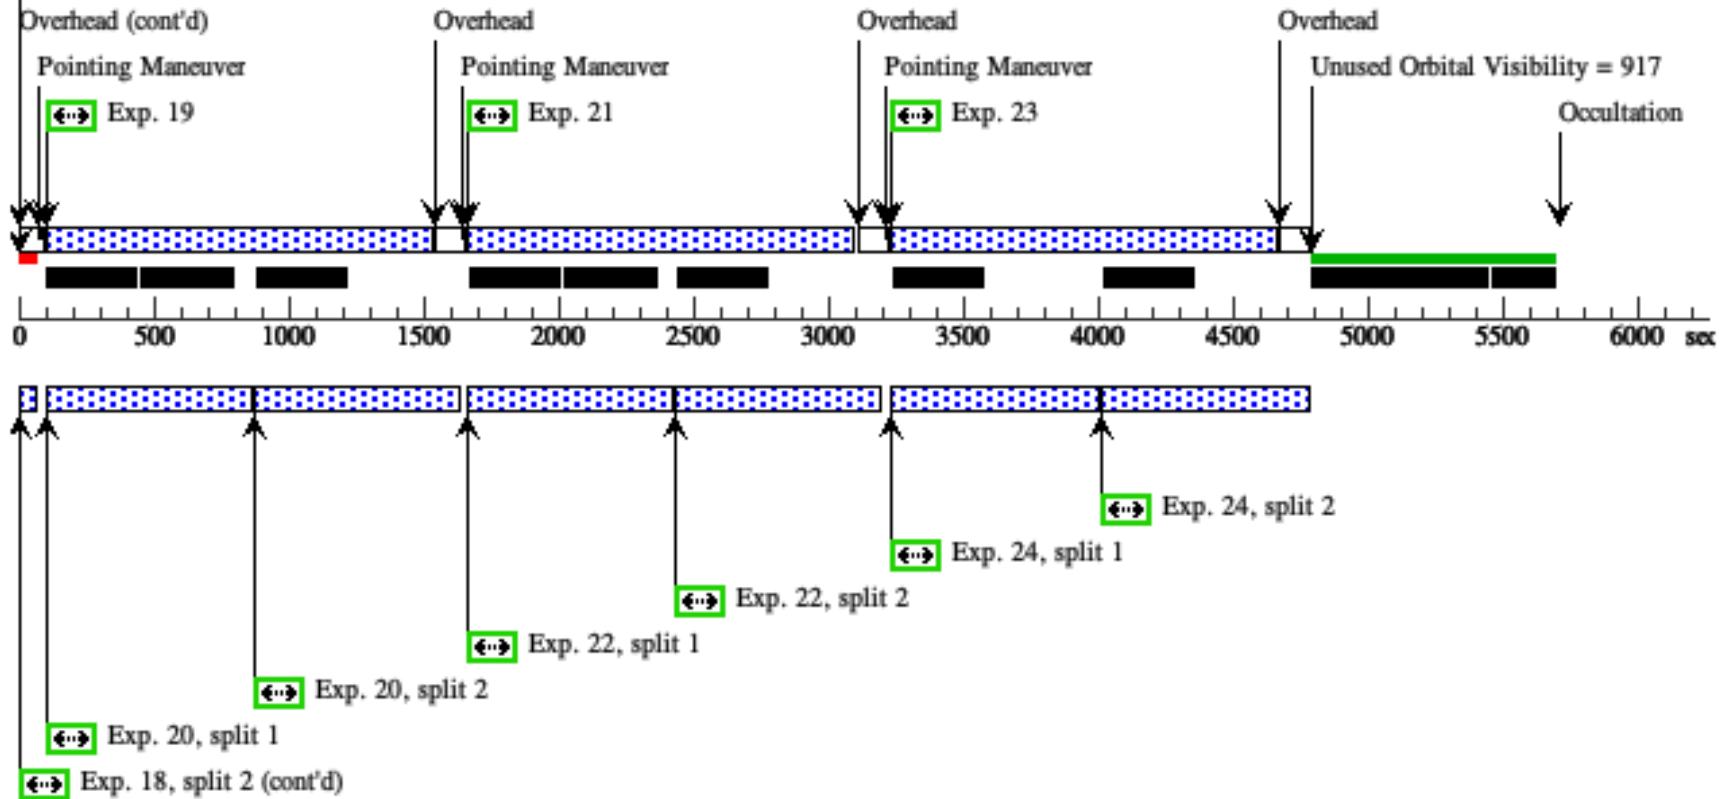 Overhead (cont'd) Overhead Overhead Overhead
Pointing Maneuver Pointing Maneuver Pointing Maneuver Unused Orbital Visibility = 917
Exp. 19 Exp. 21 Exp. 23 Occultation
0 500 1000 1500 2000 2500 3000 3500 4000 4500 5000 5500 6000 sec
Exp. 24, split 2
Exp. 24, split 1
Exp. 22, split 2
Exp. 22, split 1
Exp. 20, split 2
Exp. 20, split 1
Exp. 18, split 2 (cont'd)